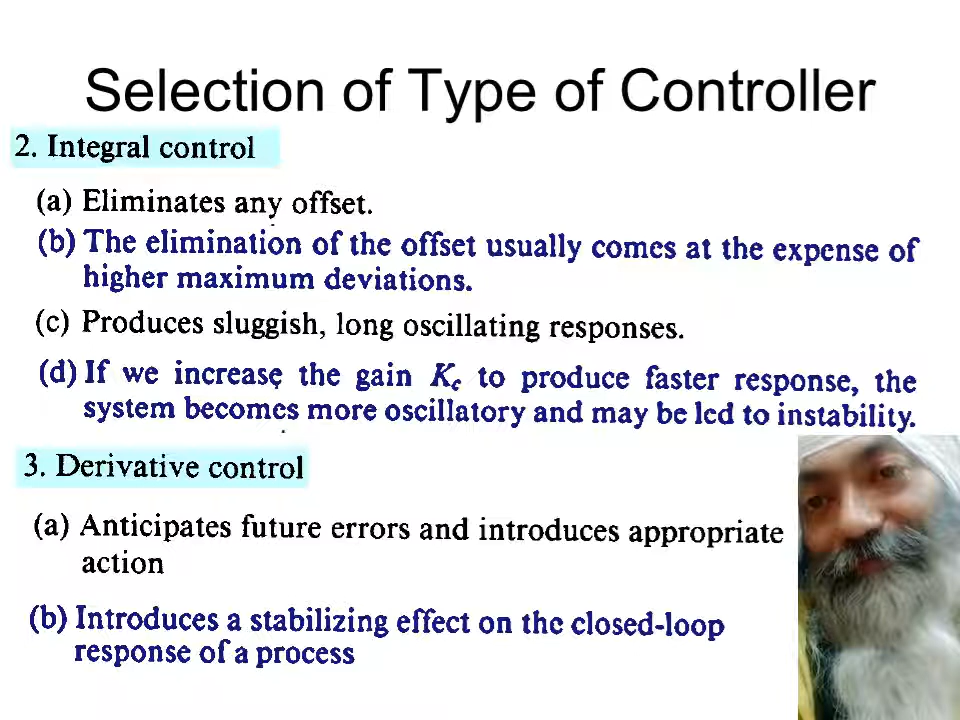 Selection of Type of Controller
2. Integral control
(a) Eliminates any offset.
(b) The elimination of the offset usually comes at the expense of
higher maximum deviations.
(c) Produces sluggish, long oscillating responses.
(d) If we increase the gain Kc to produce faster response, the
system becomes more oscillatory and may be led to instability.
3. Derivative control
(a) Anticipates future errors and introduces appropriate
action
(b) Introduces a stabilizing effect on the closed-loop
response of a process